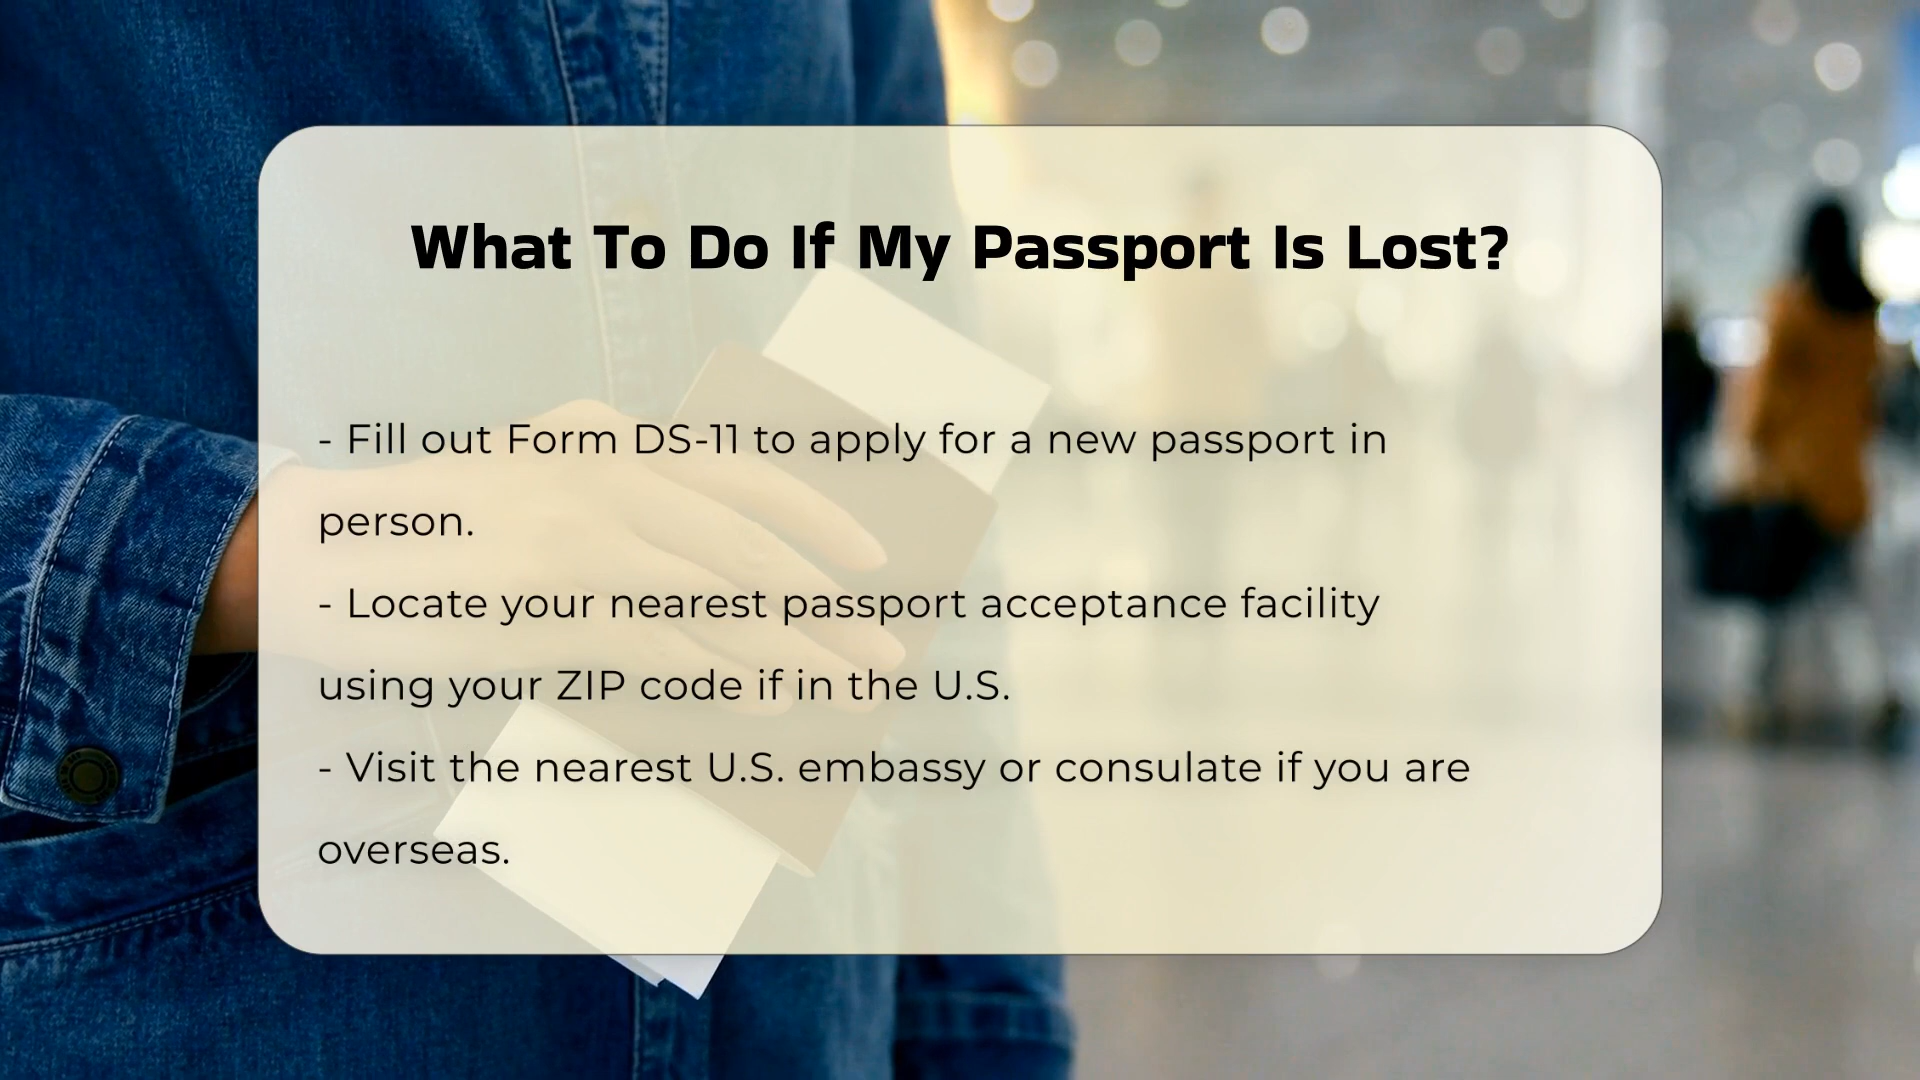 What To Do If My Passport Is Lost?
- Fill out Form DS-11 to apply for a new passport in
person.
- Locate your nearest passport acceptance facility
using your ZIP code if in the U.S.
- Visit the nearest U.S. embassy or consulate if you are
overseas.